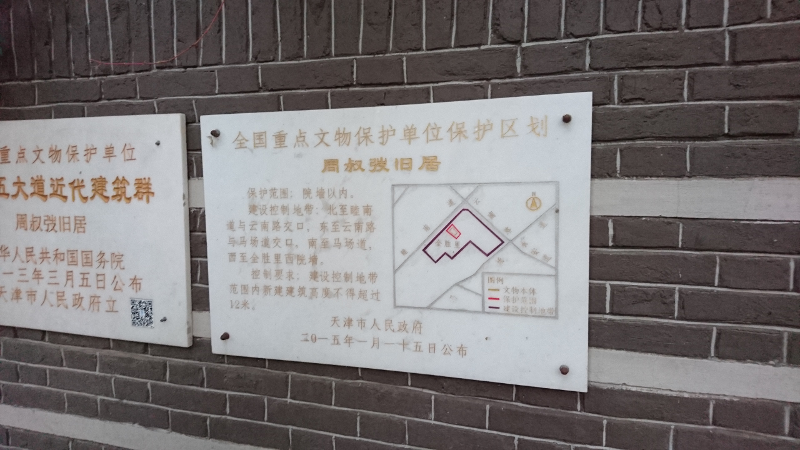 重点文物保护单位
五大道近代建筑群
周叔弢旧居
华人民共和国国务院
一三年三月五日公布
天津市人民政府立
全国重点文物保护单位保护区划
周叔弢旧居
保护范围：院墙以内。
建设控制地带：北至睦南
道与云南路交口，东至云南路
与马场道交口，南至马场道，
西至金胜里西院墙。
控制要求：建设控制地带
范围内新建建筑高度不得超过
12米。
图例
文物本体
保护范围
建设控制地带
天津市人民政府
二〇一五年一月一十五日公布